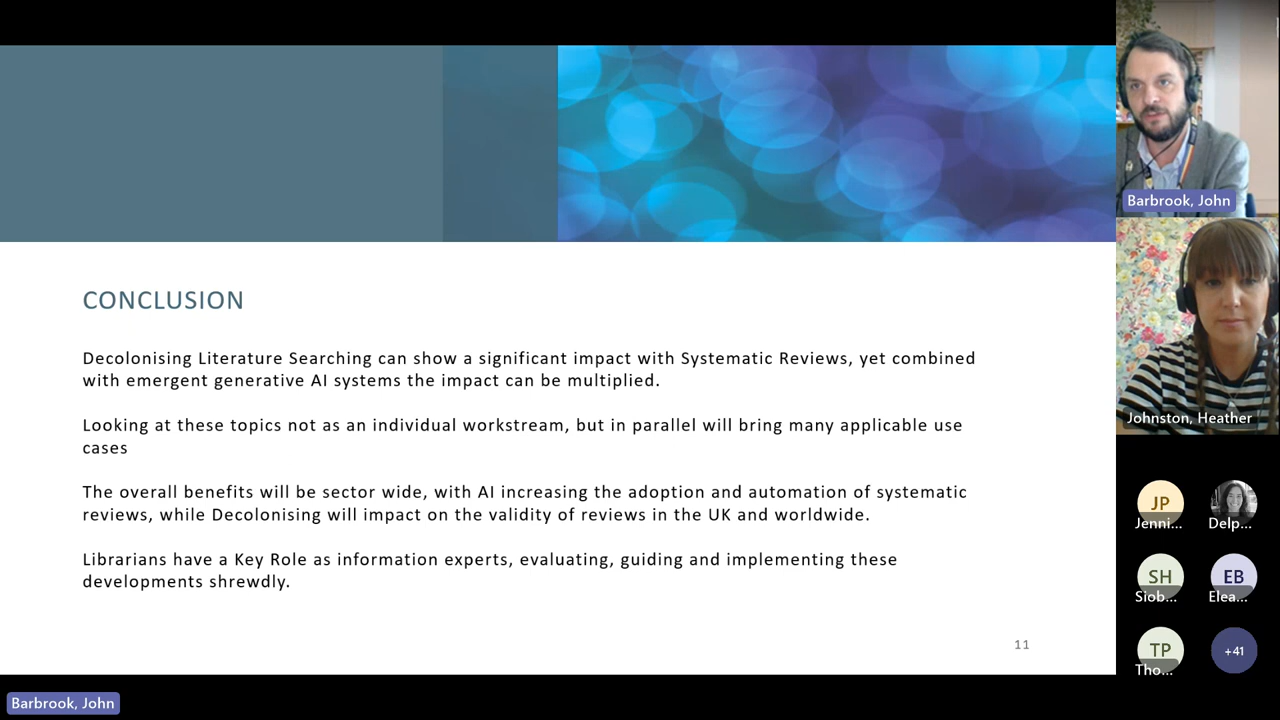 CONCLUSION
Decolonising Literature Searching can show a significant impact with Systematic Reviews, yet combined
with emergent generative AI systems the impact can be multiplied.
Looking at these topics not as an individual workstream, but in parallel will bring many applicable use
cases
The overall benefits will be sector wide, with AI increasing the adoption and automation of systematic
reviews, while Decolonising will impact on the validity of reviews in the UK and worldwide.
Librarians have a Key Role as information experts, evaluating, guiding and implementing these
developments shrewdly.
11
Barbrook, John
Barbrook, John
Johnston, Heather
JP
Jenni...
Delp...
SH
Siob...
EB
Elea...
TP
Tho...
+41